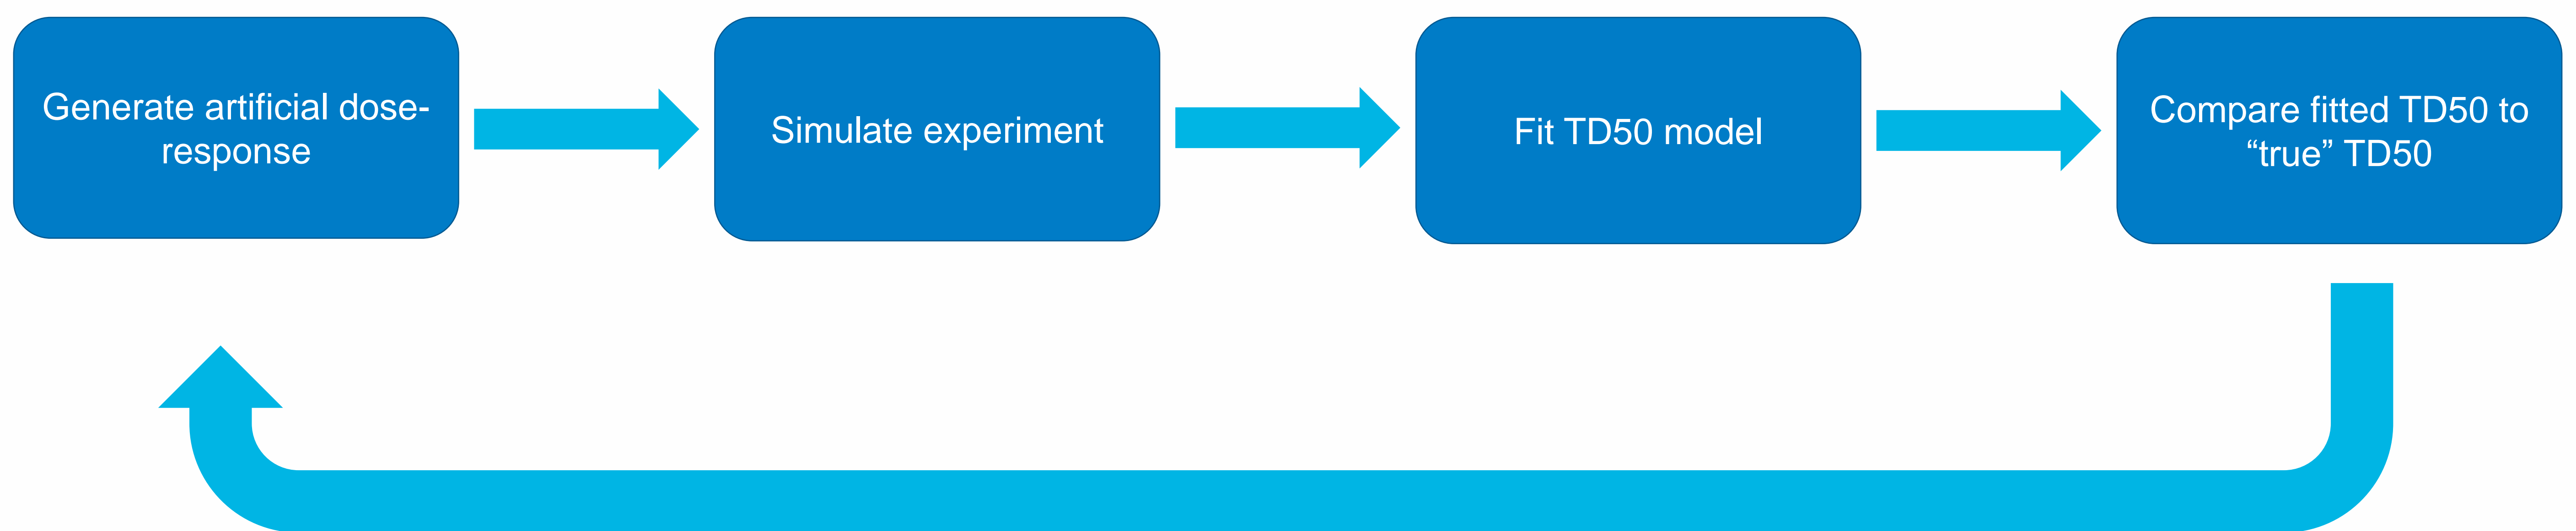 Generate artificial dose-
response
Simulate experiment
Fit TD50 model
Compare fitted TD50 to
“true” TD50